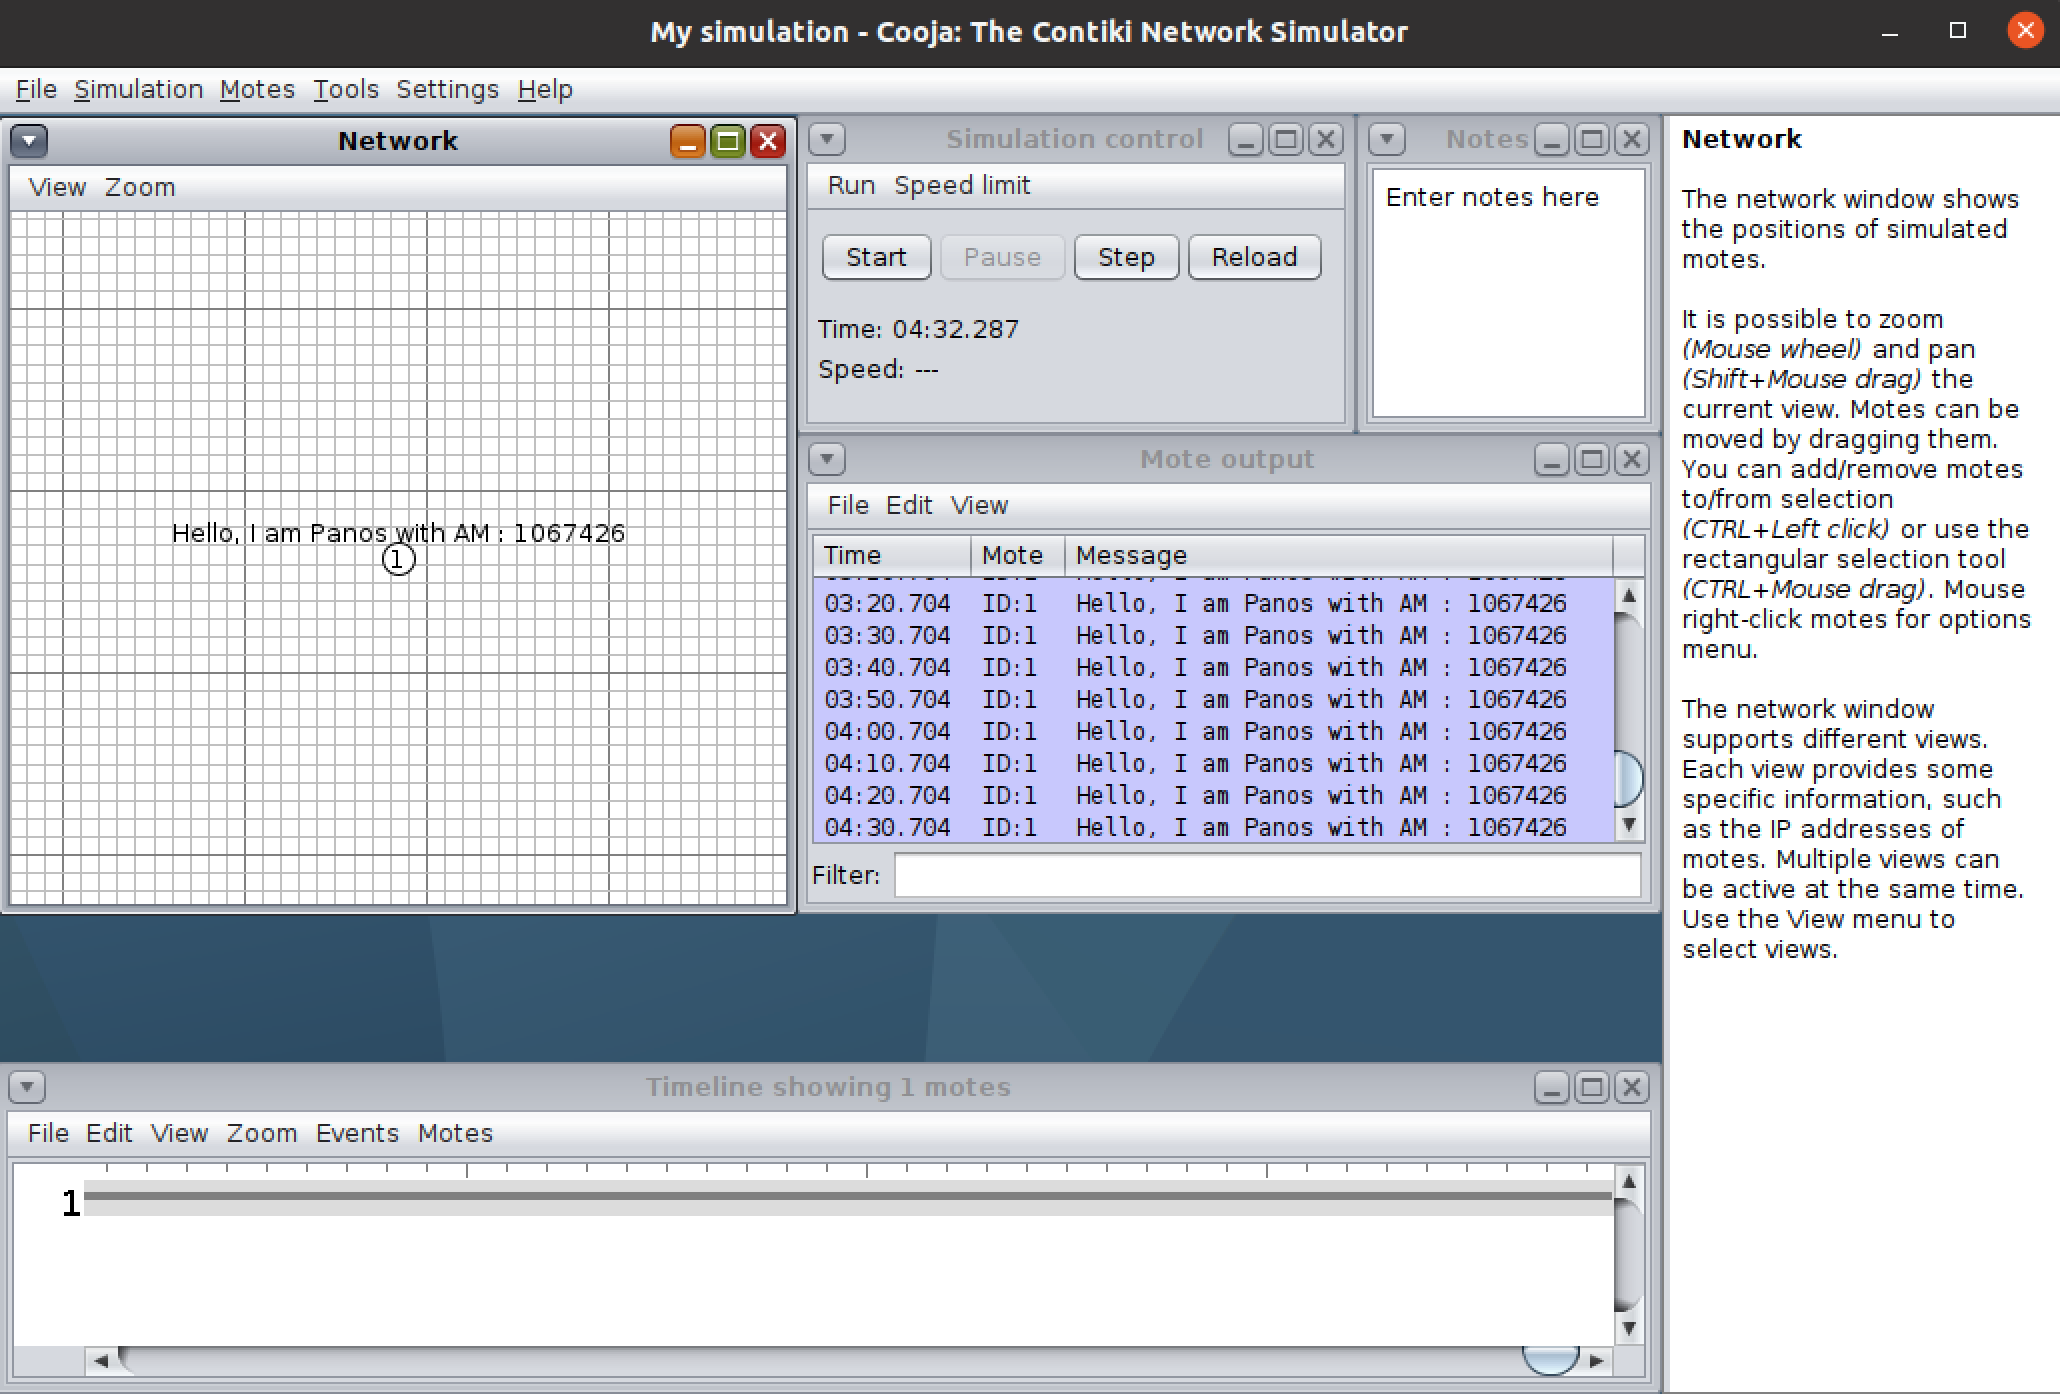 My simulation - Cooja: The Contiki Network Simulator
File Simulation Motes Tools Settings Help
Network
View Zoom
Hello, I am Panos with AM : 1067426
1
Simulation control
Run Speed limit
Start Pause Step Reload
Time: 04:32.287
Speed: ---
Notes
Enter notes here
Mote output
File Edit View
Time Mote Message
03:20.704 ID:1 Hello, I am Panos with AM : 1067426
03:30.704 ID:1 Hello, I am Panos with AM : 1067426
03:40.704 ID:1 Hello, I am Panos with AM : 1067426
03:50.704 ID:1 Hello, I am Panos with AM : 1067426
04:00.704 ID:1 Hello, I am Panos with AM : 1067426
04:10.704 ID:1 Hello, I am Panos with AM : 1067426
04:20.704 ID:1 Hello, I am Panos with AM : 1067426
04:30.704 ID:1 Hello, I am Panos with AM : 1067426
Filter:
Timeline showing 1 motes
File Edit View Zoom Events Motes
1
Network
The network window shows
the positions of simulated
motes.
It is possible to zoom
(Mouse wheel) and pan
(Shift+Mouse drag) the
current view. Motes can be
moved by dragging them.
You can add/remove motes
to/from selection
(CTRL+Left click) or use the
rectangular selection tool
(CTRL+Mouse drag). Mouse
right-click motes for options
menu.
The network window
supports different views.
Each view provides some
specific information, such
as the IP addresses of
motes. Multiple views can
be active at the same time.
Use the View menu to
select views.